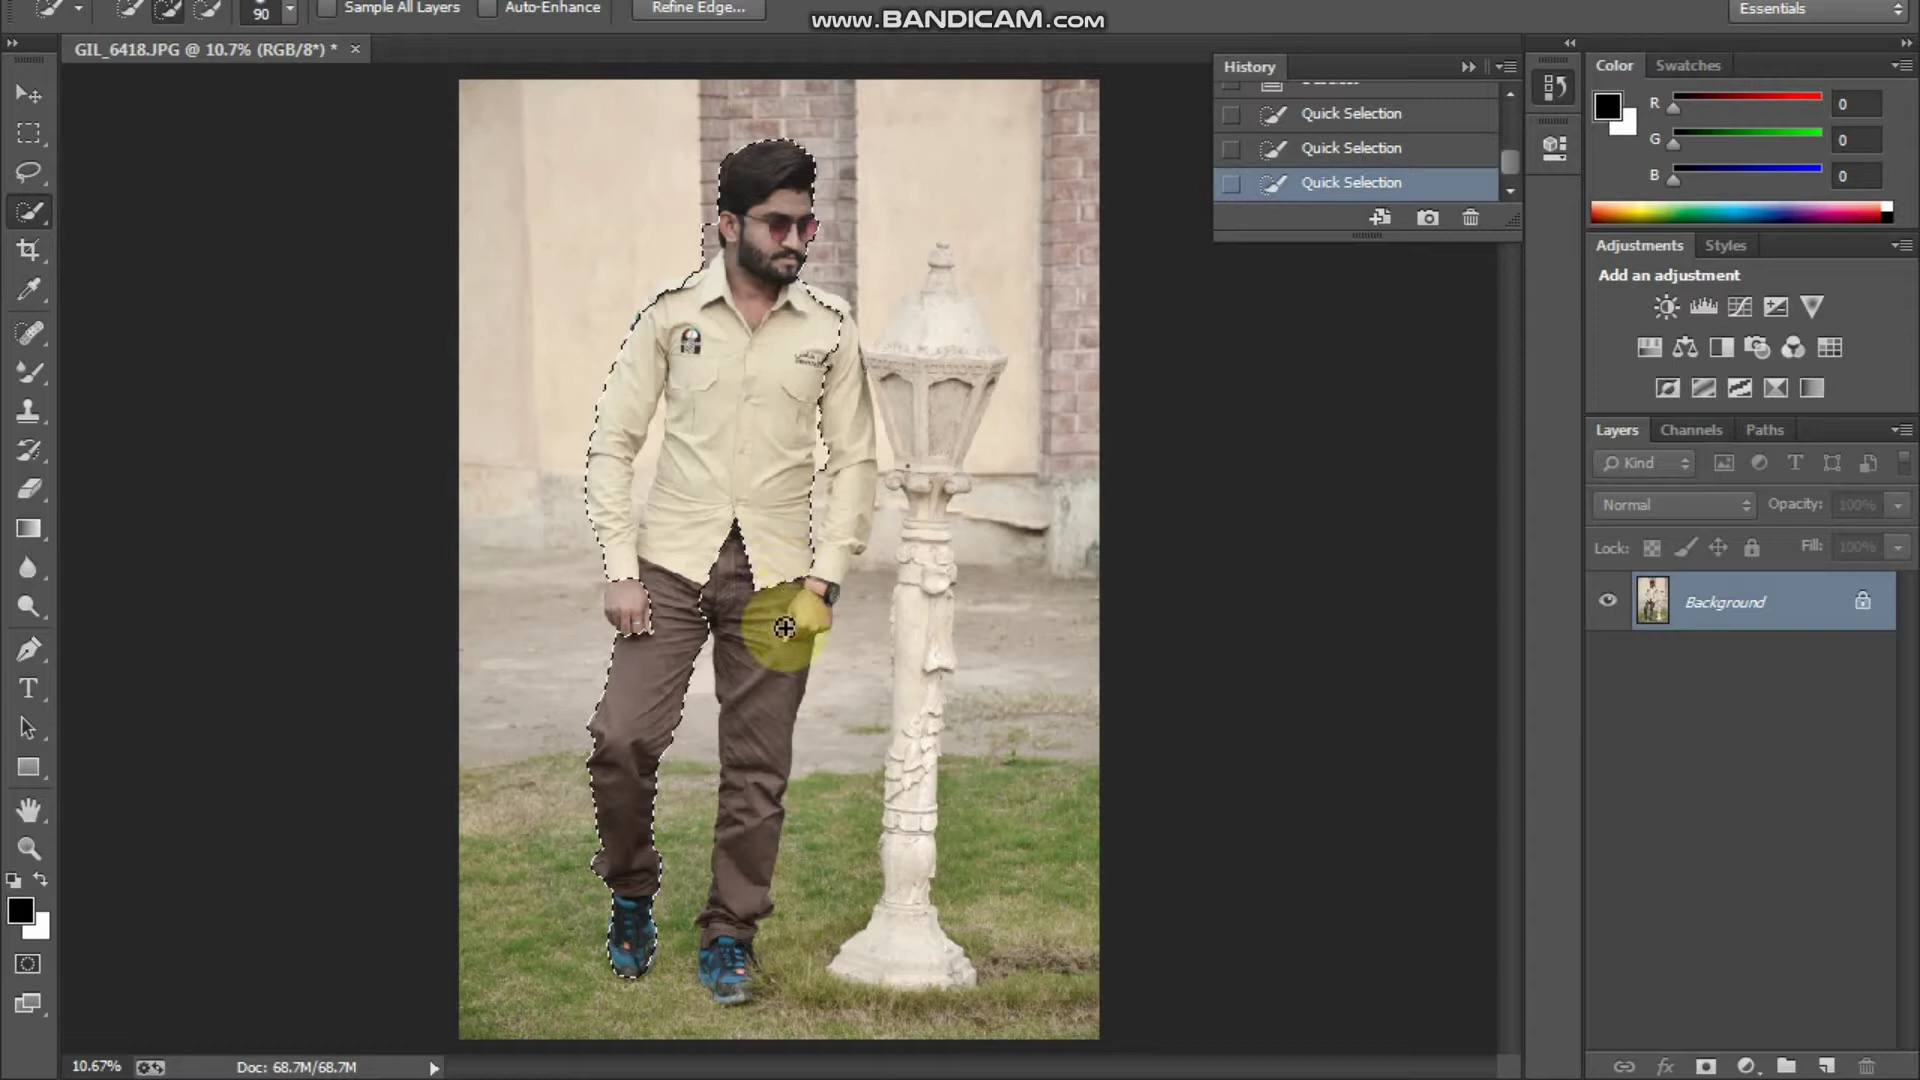 90
Sample All Layers
Auto-Enhance
Refine Edge...
www.BANDICAM.com
Essentials
GIL_6418.JPG @ 10.7% (RGB/8*) *
History
Quick Selection
Quick Selection
Quick Selection
Color
Swatches
R
0
G
0
B
0
Adjustments
Styles
Add an adjustment
Layers
Channels
Paths
Kind
Normal
Opacity:
100%
Lock:
Fill:
100%
Background
10.67%
Doc: 68.7M/68.7M